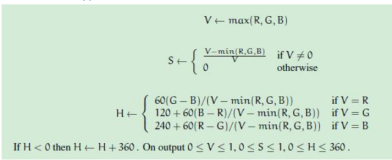 V ← max(R, G, B)
S ← { (V−min(R,G,B))/V if V ≠ 0
0 otherwise
H ← { 60(G − B)/(V − min(R, G, B)) if V = R
120 + 60(B − R)/(V − min(R, G, B)) if V = G
240 + 60(R − G)/(V − min(R, G, B)) if V = B
If H < 0 then H ← H + 360 . On output 0 ≤ V ≤ 1, 0 ≤ S ≤ 1, 0 ≤ H ≤ 360 .